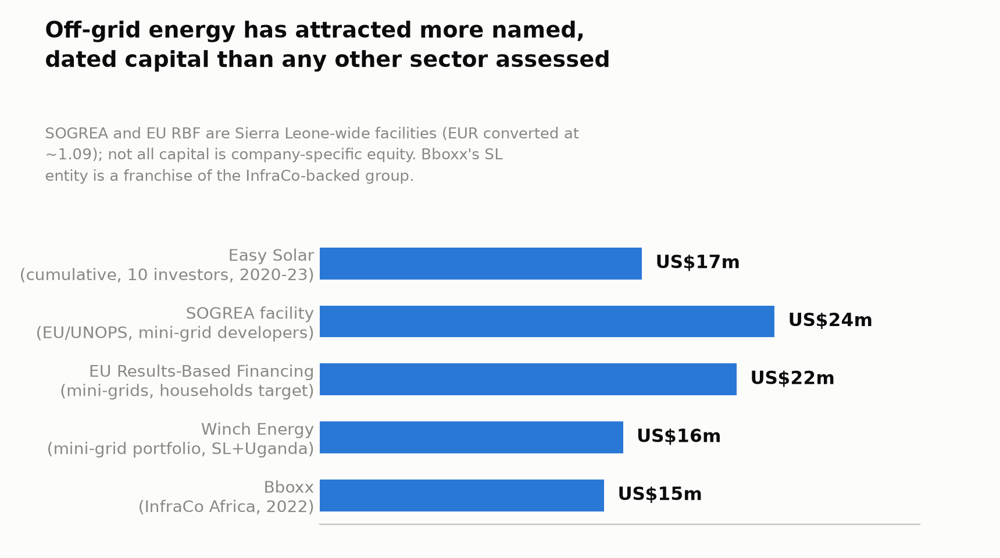 Off-grid energy has attracted more named,
dated capital than any other sector assessed
SOGREA and EU RBF are Sierra Leone-wide facilities (EUR converted at
~1.09); not all capital is company-specific equity. Bboxx's SL
entity is a franchise of the InfraCo-backed group.
Easy Solar
(cumulative, 10 investors, 2020-23)
US$17m
SOGREA facility
(EU/UNOPS, mini-grid developers)
US$24m
EU Results-Based Financing
(mini-grids, households target)
US$22m
Winch Energy
(mini-grid portfolio, SL+Uganda)
US$16m
Bboxx
(InfraCo Africa, 2022)
US$15m